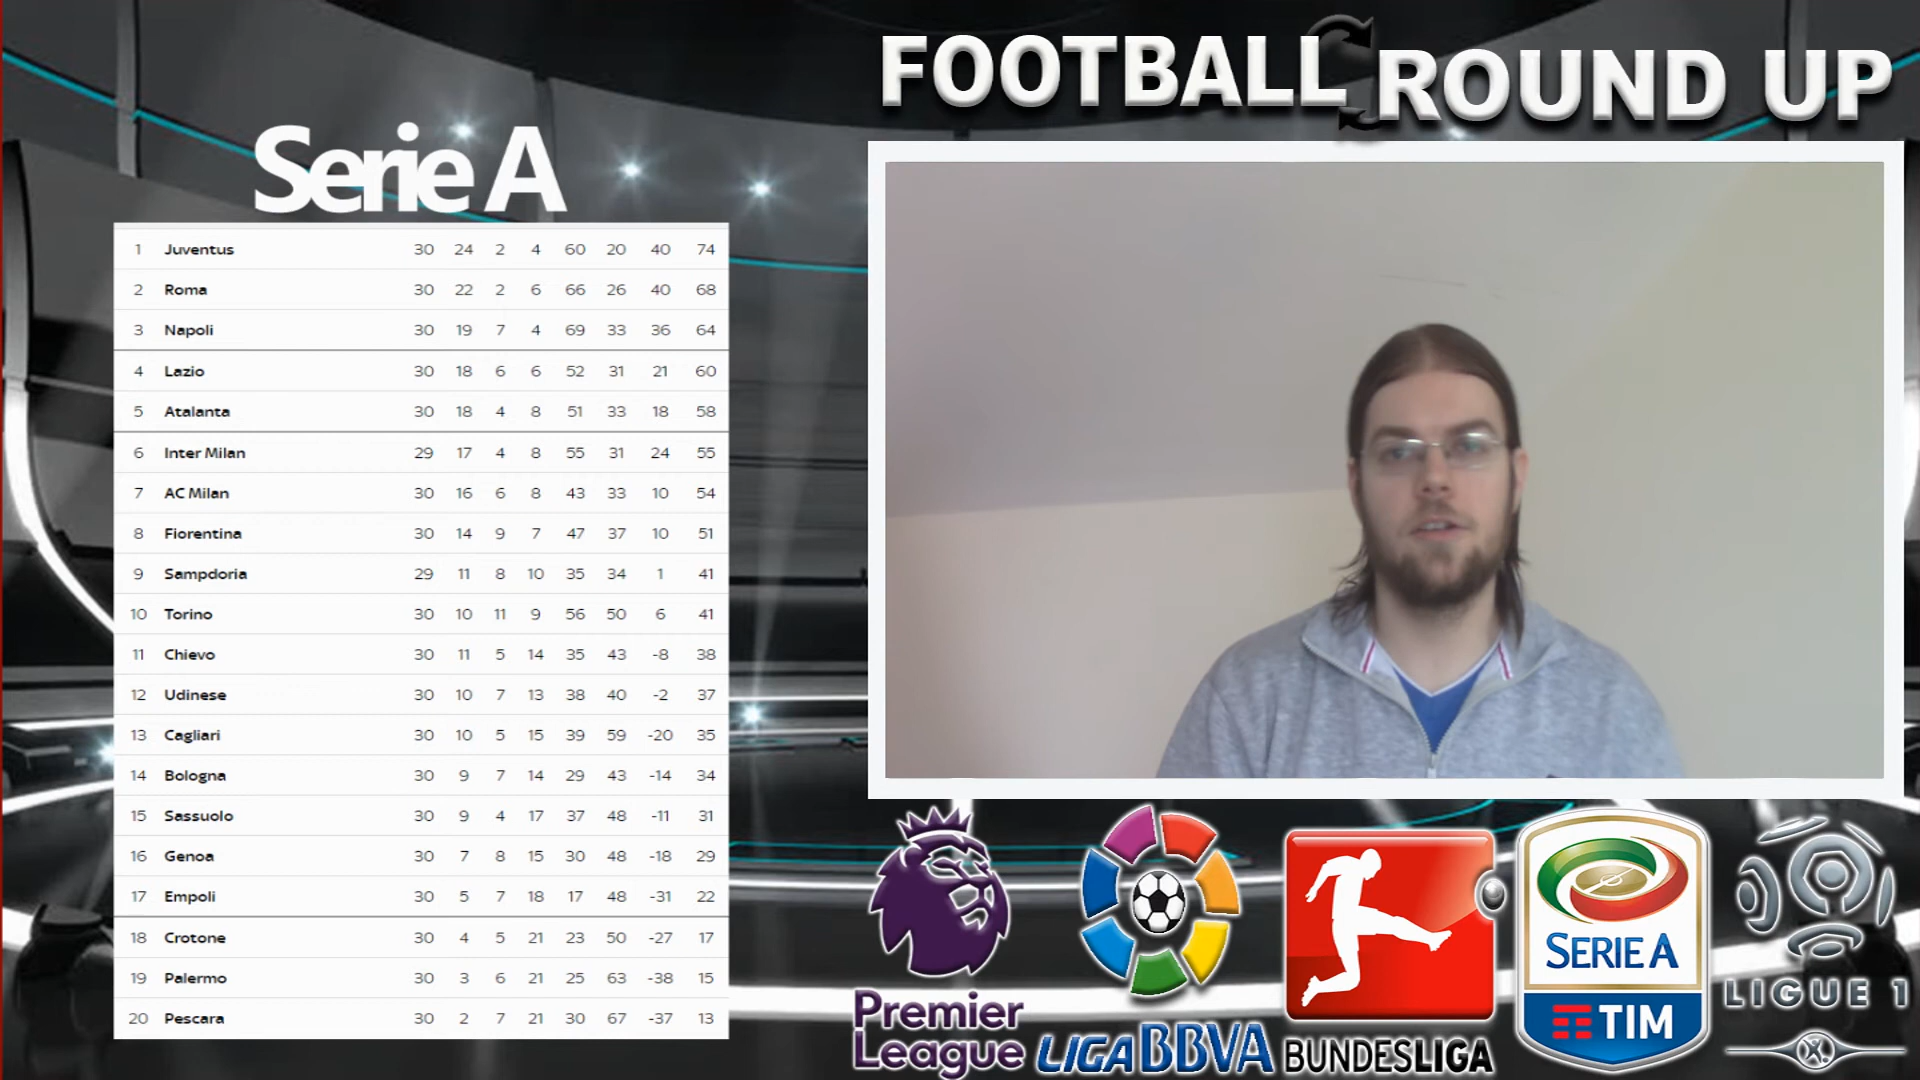 FOOTBALL ROUND UP
Serie A
1 Juventus 30 24 2 4 60 20 40 74
2 Roma 30 22 2 6 66 26 40 68
3 Napoli 30 19 7 4 69 33 36 64
4 Lazio 30 18 6 6 52 31 21 60
5 Atalanta 30 18 4 8 51 33 18 58
6 Inter Milan 29 17 4 8 55 31 24 55
7 AC Milan 30 16 6 8 43 33 10 54
8 Fiorentina 30 14 9 7 47 37 10 51
9 Sampdoria 29 11 8 10 35 34 1 41
10 Torino 30 10 11 9 56 50 6 41
11 Chievo 30 11 5 14 35 43 -8 38
12 Udinese 30 10 7 13 38 40 -2 37
13 Cagliari 30 10 5 15 39 59 -20 35
14 Bologna 30 9 7 14 29 43 -14 34
15 Sassuolo 30 9 4 17 37 48 -11 31
16 Genoa 30 7 8 15 30 48 -18 29
17 Empoli 30 5 7 18 17 48 -31 22
18 Crotone 30 4 5 21 23 50 -27 17
19 Palermo 30 3 6 21 25 63 -38 15
20 Pescara 30 2 7 21 30 67 -37 13
Premier
League
LIGA BBVA
BUNDESLIGA
SERIE A
TIM
LIGUE 1